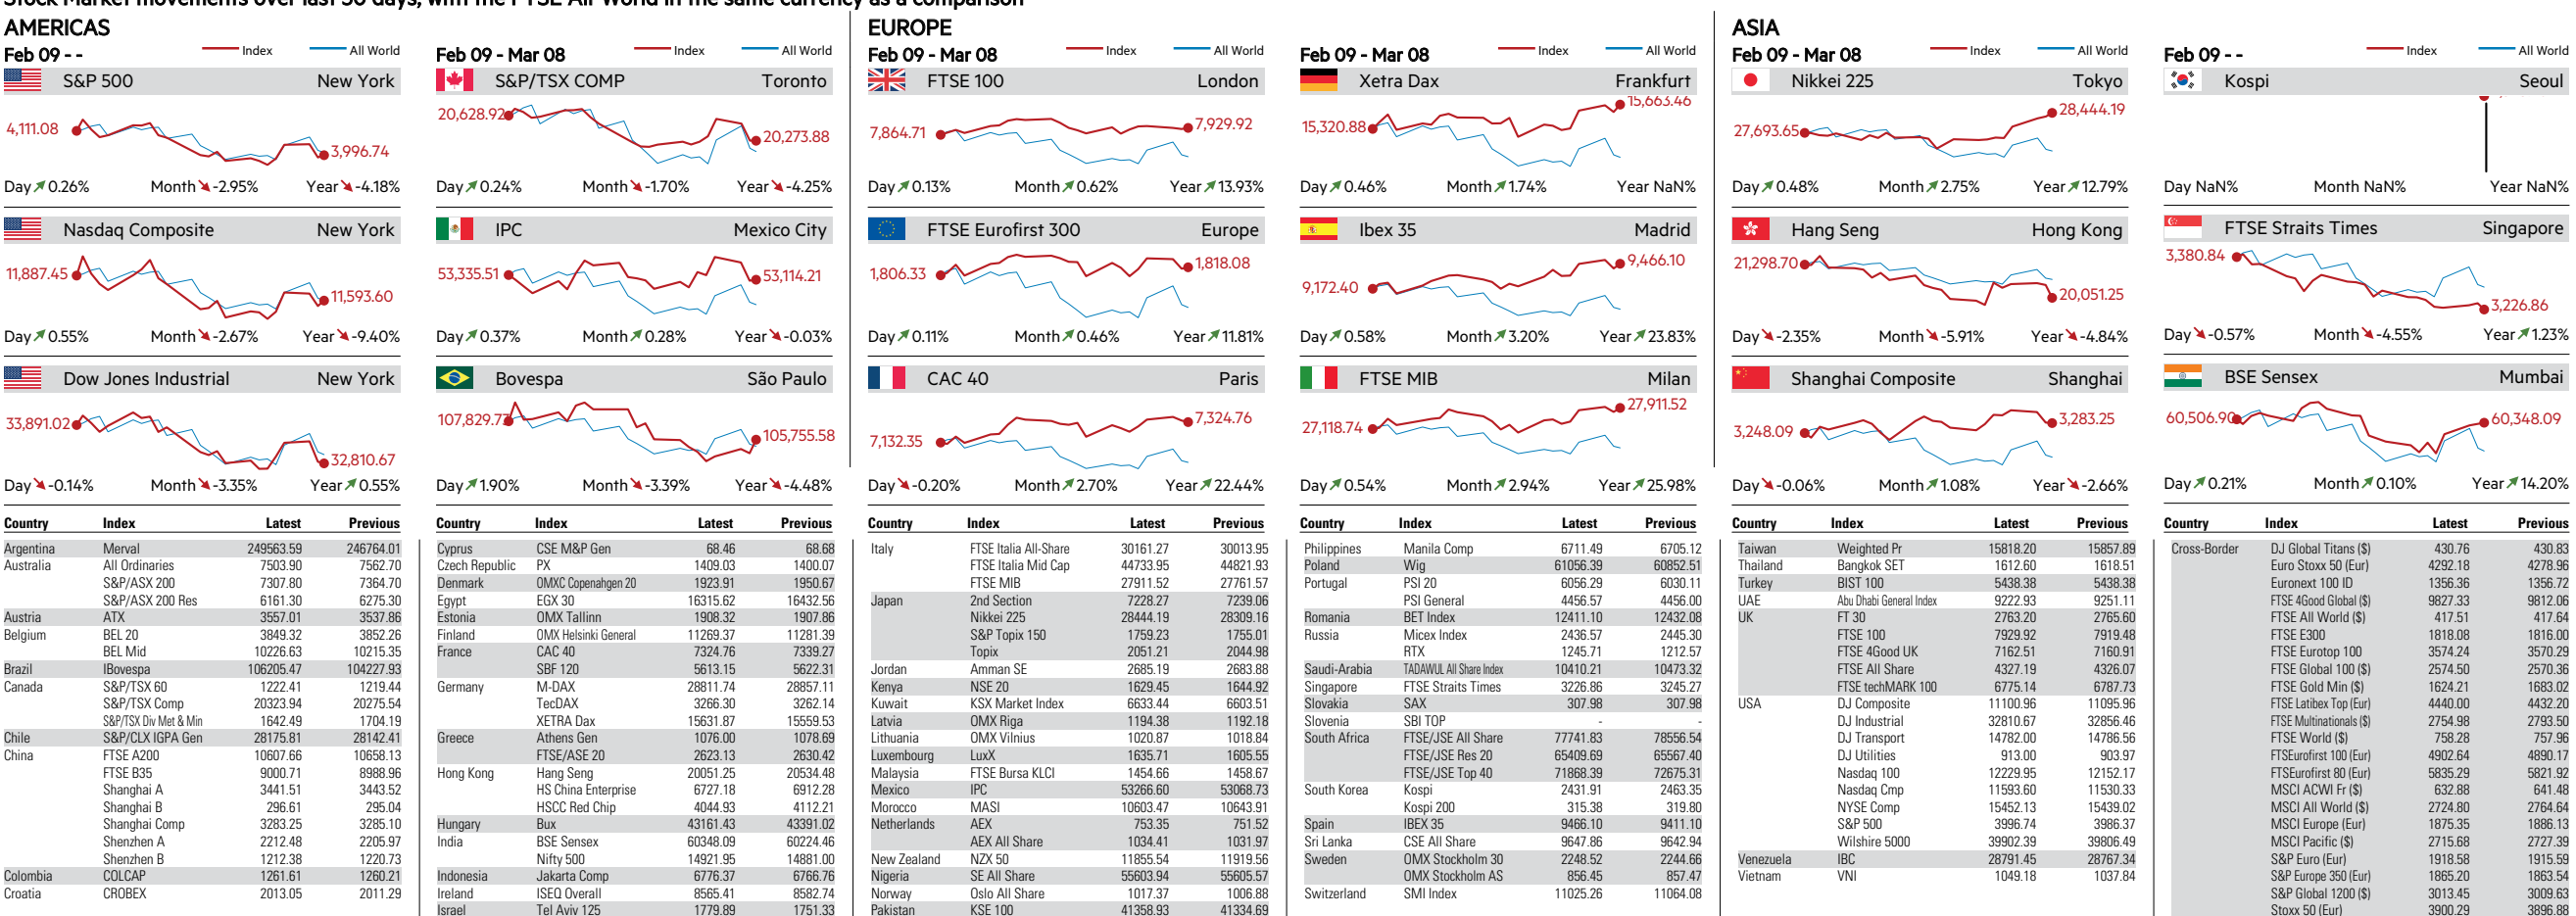 Stock Market movements over last 30 days, with the FTSE All World in the same currency as a comparison
AMERICAS
Feb 09 - - Index All World
S&P 500 New York
4,111.08
3,996.74
Day 0.26% Month -2.95% Year -4.18%
Nasdaq Composite New York
11,887.45
11,593.60
Day 0.55% Month -2.67% Year -9.40%
Dow Jones Industrial New York
33,891.02
32,810.67
Day -0.14% Month -3.35% Year 0.55%
Feb 09 - Mar 08 Index All World
S&P/TSX COMP Toronto
20,628.92
20,273.88
Day 0.24% Month -1.70% Year -4.25%
IPC Mexico City
53,335.51 53,114.21
Day 0.37% Month 0.28% Year -0.03%
Bovespa São Paulo
107,829.73
105,755.58
Day 1.90% Month -3.39% Year -4.48%
EUROPE
Feb 09 - Mar 08 Index All World
FTSE 100 London
7,864.71 7,929.92
Day 0.13% Month 0.62% Year 13.93%
FTSE Eurofirst 300 Europe
1,806.33 1,818.08
Day 0.11% Month 0.46% Year 11.81%
CAC 40 Paris
7,132.35 7,324.76
Day -0.20% Month 2.70% Year 22.44%
Feb 09 - Mar 08 Index All World
Xetra Dax Frankfurt
15,320.88 15,663.46
Day 0.46% Month 1.74% Year NaN%
Ibex 35 Madrid
9,172.40 9,466.10
Day 0.58% Month 3.20% Year 23.83%
FTSE MIB Milan
27,118.74 27,911.52
Day 0.54% Month 2.94% Year 25.98%
ASIA
Feb 09 - Mar 08 Index All World
Nikkei 225 Tokyo
27,693.65 28,444.19
Day 0.48% Month 2.75% Year 12.79%
Hang Seng Hong Kong
21,298.70
20,051.25
Day -2.35% Month -5.91% Year -4.84%
Shanghai Composite Shanghai
3,248.09 3,283.25
Day -0.06% Month 1.08% Year -2.66%
Feb 09 - - Index All World
Kospi Seoul
Day NaN% Month NaN% Year NaN%
FTSE Straits Times Singapore
3,380.84
3,226.86
Day -0.57% Month -4.55% Year 1.23%
BSE Sensex Mumbai
60,506.90 60,348.09
Day 0.21% Month 0.10% Year 14.20%
Country Index Latest Previous
Argentina Merval 249563.59 246764.01
Australia All Ordinaries 7503.90 7562.70
S&P/ASX 200 7307.80 7364.70
S&P/ASX 200 Res 6161.30 6275.30
Austria ATX 3557.01 3537.86
Belgium BEL 20 3849.32 3852.26
BEL Mid 10226.63 10215.35
Brazil IBovespa 106205.47 104227.93
Canada S&P/TSX 60 1222.41 1219.44
S&P/TSX Comp 20323.94 20275.54
S&P/TSX Div Met & Min 1642.49 1704.19
Chile S&P/CLX IGPA Gen 28175.81 28142.41
China FTSE A200 10607.66 10658.13
FTSE B35 9000.71 8988.96
Shanghai A 3441.51 3443.52
Shanghai B 296.61 295.04
Shanghai Comp 3283.25 3285.10
Shenzhen A 2212.48 2205.97
Shenzhen B 1212.38 1220.73
Colombia COLCAP 1261.61 1260.21
Croatia CROBEX 2013.05 2011.29
Country Index Latest Previous
Cyprus CSE M&P Gen 68.46 68.68
Czech Republic PX 1409.03 1400.07
Denmark OMXC Copenahgen 20 1923.91 1950.67
Egypt EGX 30 16315.62 16432.56
Estonia OMX Tallinn 1908.32 1907.86
Finland OMX Helsinki General 11269.37 11281.39
France CAC 40 7324.76 7339.27
SBF 120 5613.15 5622.31
Germany M-DAX 28811.74 28857.11
TecDAX 3266.30 3262.14
XETRA Dax 15631.87 15559.53
Greece Athens Gen 1076.00 1078.69
FTSE/ASE 20 2623.13 2630.42
Hong Kong Hang Seng 20051.25 20534.48
HS China Enterprise 6727.18 6912.28
HSCC Red Chip 4044.93 4112.21
Hungary Bux 43161.43 43391.02
India BSE Sensex 60348.09 60224.46
Nifty 500 14921.95 14881.00
Indonesia Jakarta Comp 6776.37 6766.76
Ireland ISEQ Overall 8565.41 8582.74
Israel Tel Aviv 125 1779.89 1751.33
Country Index Latest Previous
Italy FTSE Italia All-Share 30161.27 30013.95
FTSE Italia Mid Cap 44733.95 44821.93
FTSE MIB 27911.52 27761.57
Japan 2nd Section 7228.27 7239.06
Nikkei 225 28444.19 28309.16
S&P Topix 150 1759.23 1755.01
Topix 2051.21 2044.98
Jordan Amman SE 2685.19 2683.88
Kenya NSE 20 1629.45 1644.92
Kuwait KSX Market Index 6633.44 6603.51
Latvia OMX Riga 1194.38 1192.18
Lithuania OMX Vilnius 1020.87 1018.84
Luxembourg LuxX 1635.71 1605.55
Malaysia FTSE Bursa KLCI 1454.66 1458.67
Mexico IPC 53266.60 53068.73
Morocco MASI 10603.47 10643.91
Netherlands AEX 753.35 751.52
AEX All Share 1034.41 1031.97
New Zealand NZX 50 11855.54 11919.56
Nigeria SE All Share 55603.94 55605.57
Norway Oslo All Share 1017.37 1006.88
Pakistan KSE 100 41358.93 41334.69
Country Index Latest Previous
Philippines Manila Comp 6711.49 6705.12
Poland Wig 61056.39 60852.51
Portugal PSI 20 6056.29 6030.11
PSI General 4456.57 4456.00
Romania BET Index 12411.10 12432.08
Russia Micex Index 2436.57 2445.30
RTX 1245.71 1212.57
Saudi-Arabia TADAWUL All Share Index 10410.21 10473.32
Singapore FTSE Straits Times 3226.86 3245.27
Slovakia SAX 307.98 307.98
Slovenia SBI TOP - -
South Africa FTSE/JSE All Share 77741.83 78556.54
FTSE/JSE Res 20 65409.69 65567.40
FTSE/JSE Top 40 71868.39 72675.31
South Korea Kospi 2431.91 2463.35
Kospi 200 315.38 319.80
Spain IBEX 35 9466.10 9411.10
Sri Lanka CSE All Share 9647.86 9642.94
Sweden OMX Stockholm 30 2248.52 2244.66
OMX Stockholm AS 856.45 857.47
Switzerland SMI Index 11025.26 11064.08
Country Index Latest Previous
Taiwan Weighted Pr 15818.20 15857.89
Thailand Bangkok SET 1612.60 1618.51
Turkey BIST 100 5438.38 5438.38
UAE Abu Dhabi General Index 9222.93 9251.11
UK FT 30 2763.20 2765.60
FTSE 100 7929.92 7919.48
FTSE 4Good UK 7162.51 7160.91
FTSE All Share 4327.19 4326.07
FTSE techMARK 100 6775.14 6787.73
USA DJ Composite 11100.96 11095.96
DJ Industrial 32810.67 32856.46
DJ Transport 14782.00 14786.56
DJ Utilities 913.00 903.97
Nasdaq 100 12229.95 12152.17
Nasdaq Cmp 11593.60 11530.33
NYSE Comp 15452.13 15439.02
S&P 500 3996.74 3986.37
Wilshire 5000 39902.39 39806.49
Venezuela IBC 28791.45 28767.34
Vietnam VNI 1049.18 1037.84
Country Index Latest Previous
Cross-Border DJ Global Titans ($) 430.76 430.83
Euro Stoxx 50 (Eur) 4292.18 4278.96
Euronext 100 ID 1356.36 1356.72
FTSE 4Good Global ($) 9827.33 9812.06
FTSE All World ($) 417.51 417.64
FTSE E300 1818.08 1816.00
FTSE Eurotop 100 3574.24 3570.29
FTSE Global 100 ($) 2574.50 2570.36
FTSE Gold Min ($) 1624.21 1683.02
FTSE Latibex Top (Eur) 4440.00 4432.20
FTSE Multinationals ($) 2754.98 2793.50
FTSE World ($) 758.28 757.96
FTSEurofirst 100 (Eur) 4902.64 4890.17
FTSEurofirst 80 (Eur) 5835.29 5821.92
MSCI ACWI Fr ($) 632.88 641.48
MSCI All World ($) 2724.80 2764.64
MSCI Europe (Eur) 1875.35 1886.13
MSCI Pacific ($) 2715.68 2727.39
S&P Euro (Eur) 1918.58 1915.59
S&P Europe 350 (Eur) 1865.20 1863.54
S&P Global 1200 ($) 3013.45 3009.63
Stoxx 50 (Eur) 3900.29 3896.88